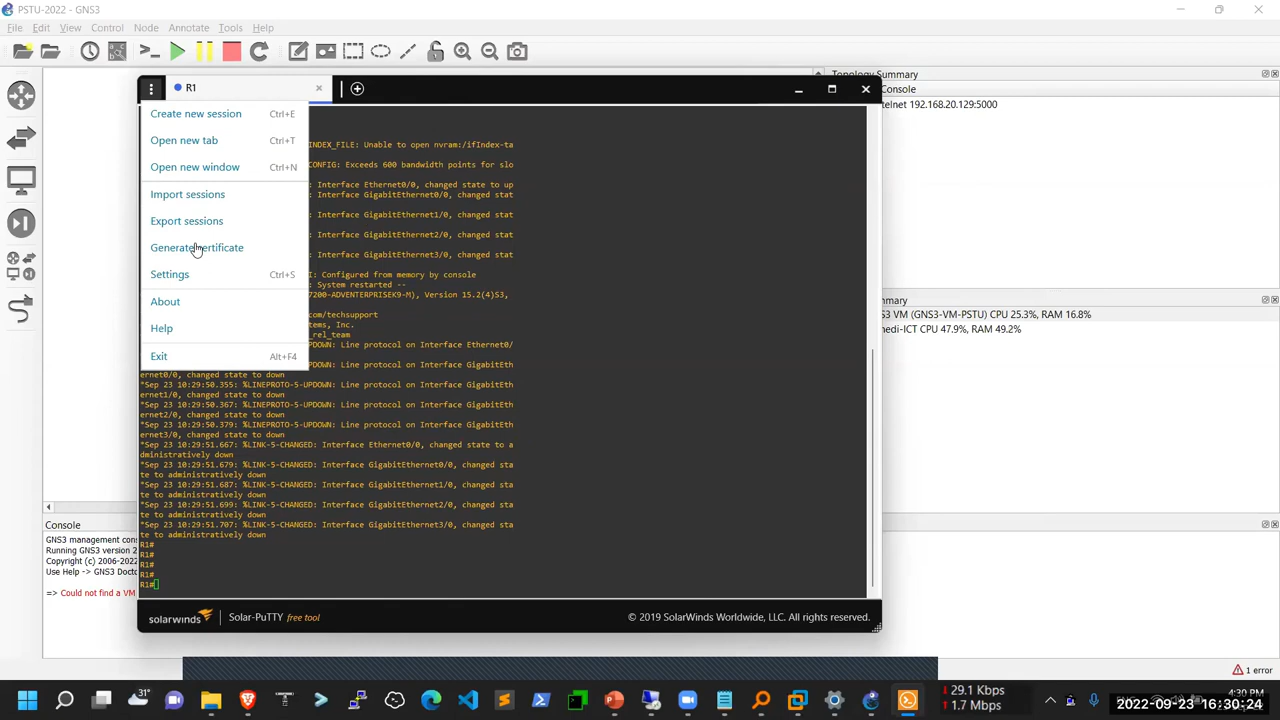 PSTU-2022 - GNS3
File Edit View Control Node Annotate Tools Help
Topology Summary
R1
Console
telnet 192.168.20.129:5000
Create new session Ctrl+E
Open new tab Ctrl+T
Open new window Ctrl+N
Import sessions
Export sessions
Generate certificate
Settings Ctrl+S
About
Help
Exit Alt+F4
INDEX_FILE: Unable to open nvram:/ifIndex-ta
CONFIG: Exceeds 600 bandwidth points for slo
: Interface Ethernet0/0, changed state to up
: Interface GigabitEthernet0/0, changed stat
: Interface GigabitEthernet1/0, changed stat
: Interface GigabitEthernet2/0, changed stat
: Interface GigabitEthernet3/0, changed stat
I: Configured from memory by console
: System restarted --
7200-ADVENTERPRISEK9-M), Version 15.2(4)S3,
com/techsupport
tems, Inc.
_rel_team
PDOWN: Line protocol on Interface Ethernet0/
PDOWN: Line protocol on Interface GigabitEth
ernet0/0, changed state to down
*Sep 23 10:29:50.355: %LINEPROTO-5-UPDOWN: Line protocol on Interface GigabitEth
ernet1/0, changed state to down
*Sep 23 10:29:50.367: %LINEPROTO-5-UPDOWN: Line protocol on Interface GigabitEth
ernet2/0, changed state to down
*Sep 23 10:29:50.379: %LINEPROTO-5-UPDOWN: Line protocol on Interface GigabitEth
ernet3/0, changed state to down
*Sep 23 10:29:51.667: %LINK-5-CHANGED: Interface Ethernet0/0, changed state to a
dministratively down
*Sep 23 10:29:51.679: %LINK-5-CHANGED: Interface GigabitEthernet0/0, changed sta
te to administratively down
*Sep 23 10:29:51.687: %LINK-5-CHANGED: Interface GigabitEthernet1/0, changed sta
te to administratively down
*Sep 23 10:29:51.699: %LINK-5-CHANGED: Interface GigabitEthernet2/0, changed sta
te to administratively down
*Sep 23 10:29:51.707: %LINK-5-CHANGED: Interface GigabitEthernet3/0, changed sta
te to administratively down
R1#
R1#
R1#
R1#
R1#
mmary
S3 VM (GNS3-VM-PSTU) CPU 25.3%, RAM 16.8%
nedi-ICT CPU 47.9%, RAM 49.2%
Console
GNS3 management cons
Running GNS3 version 2
Copyright (c) 2006-2022
Use Help -> GNS3 Docto
=> Could not find a VM
solarwinds Solar-PuTTY free tool
© 2019 SolarWinds Worldwide, LLC. All rights reserved.
1 error
31°
29.1 Kbps
1.7 Mbps
4:30 PM
2022-09-23 16:30:24